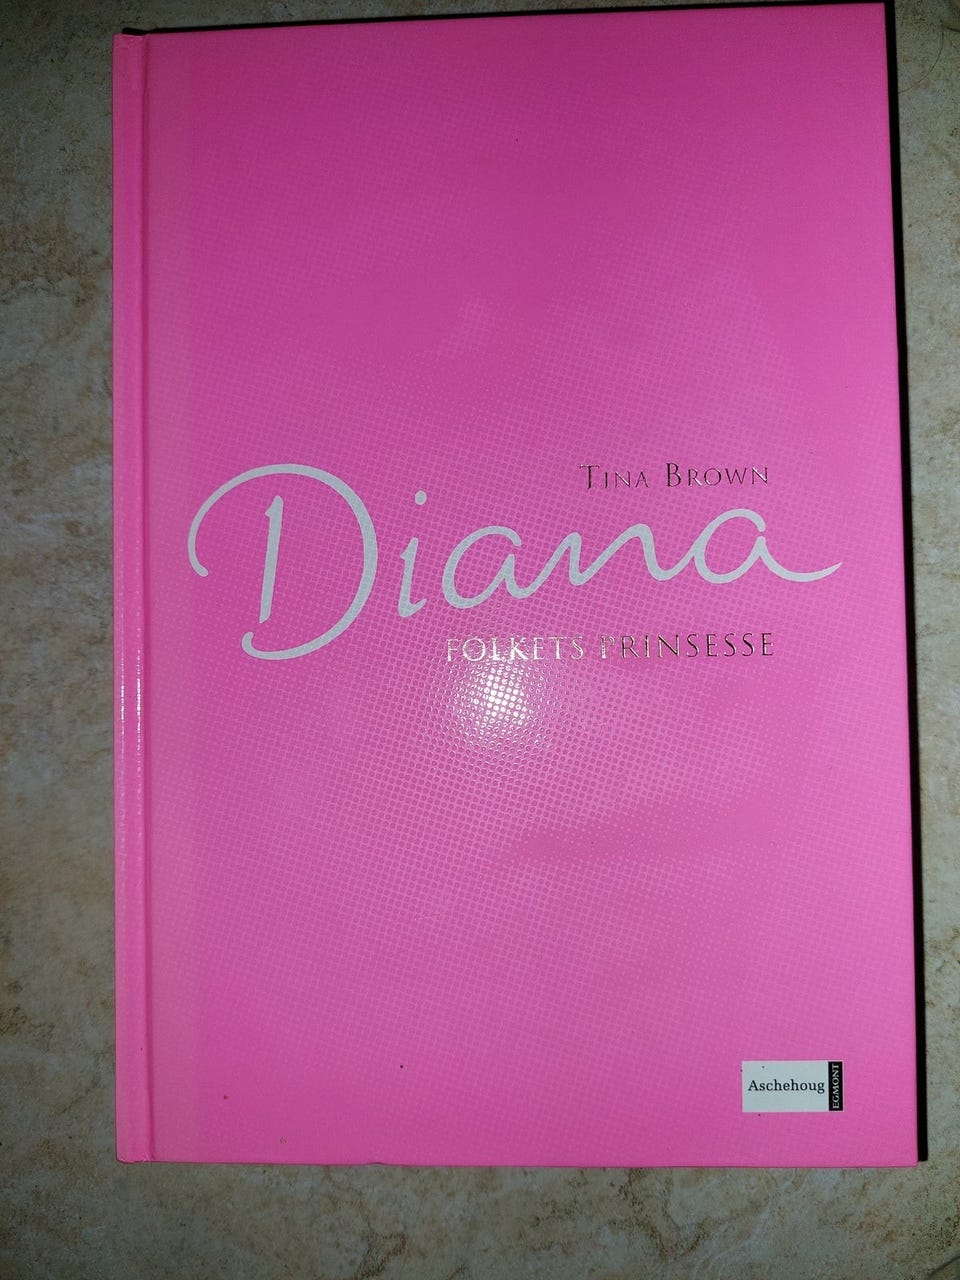 TINA BROWN
Diana
FOLKETS PRINSESSE
Aschehoug
EGMONT